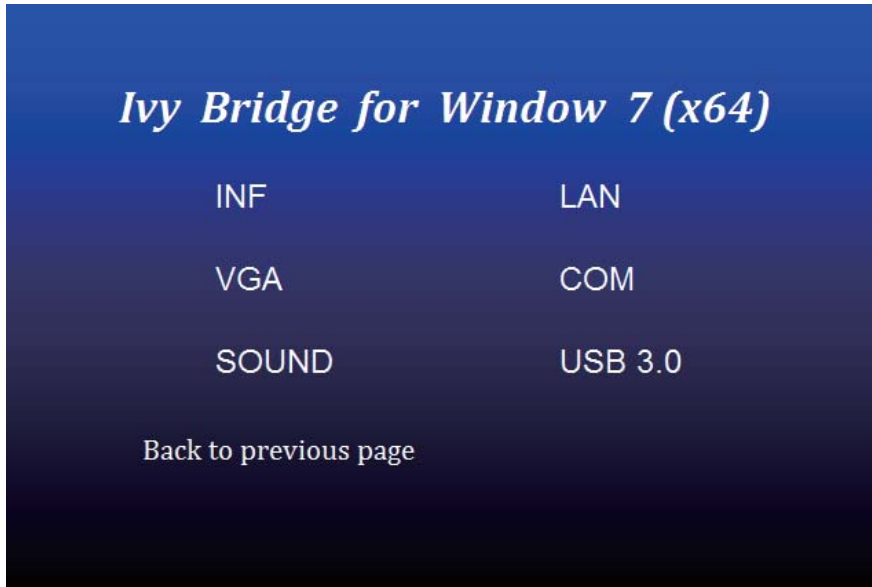 Ivy Bridge for Window 7 (x64)
INF LAN
VGA COM
SOUND USB 3.0
Back to previous page